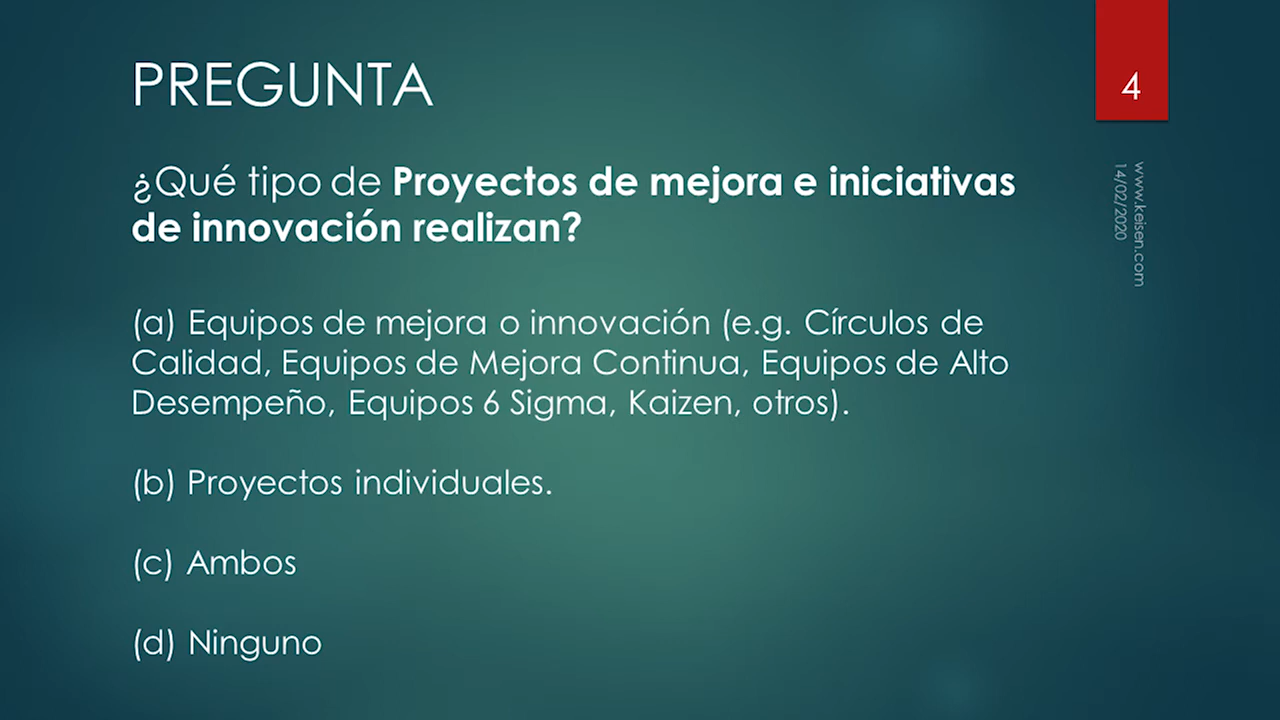 PREGUNTA
4
¿Qué tipo de Proyectos de mejora e iniciativas
de innovación realizan?
(a) Equipos de mejora o innovación (e.g. Círculos de
Calidad, Equipos de Mejora Continua, Equipos de Alto
Desempeño, Equipos 6 Sigma, Kaizen, otros).
(b) Proyectos individuales.
(c) Ambos
(d) Ninguno
www.keisen.com
14/02/2020